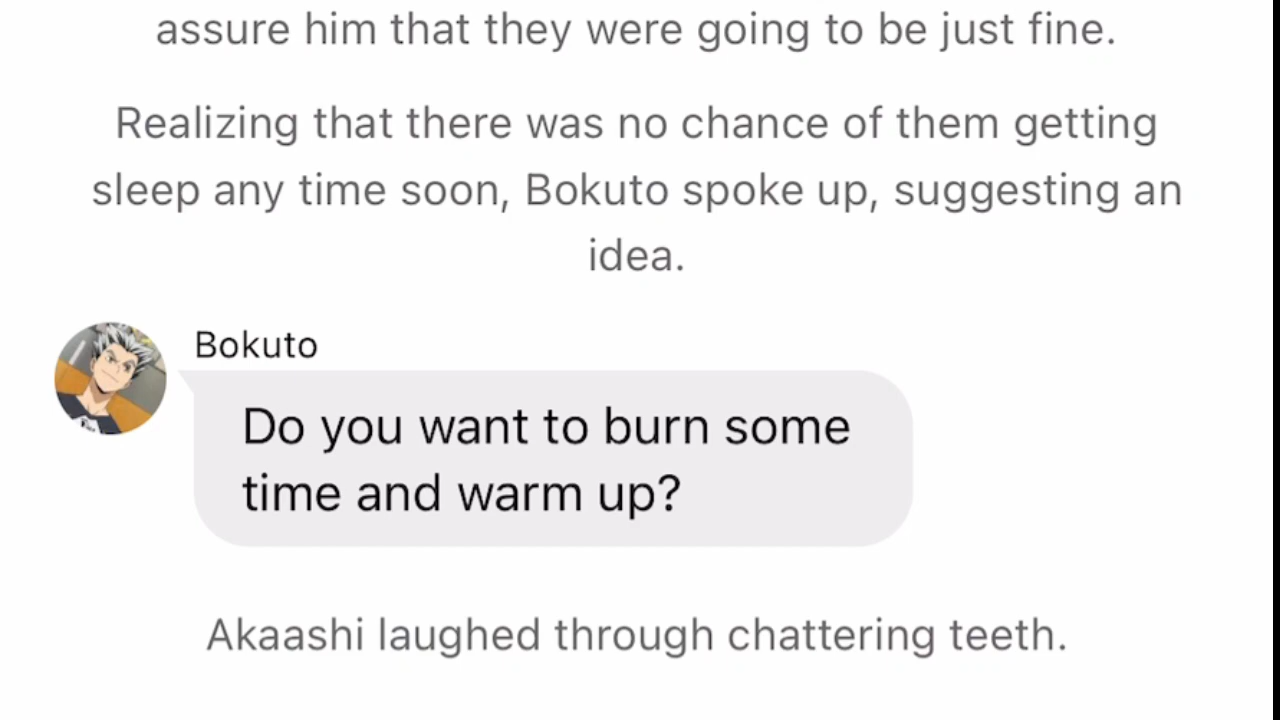 assure him that they were going to be just fine.
Realizing that there was no chance of them getting
sleep any time soon, Bokuto spoke up, suggesting an
idea.
Bokuto
Do you want to burn some
time and warm up?
Akaashi laughed through chattering teeth.